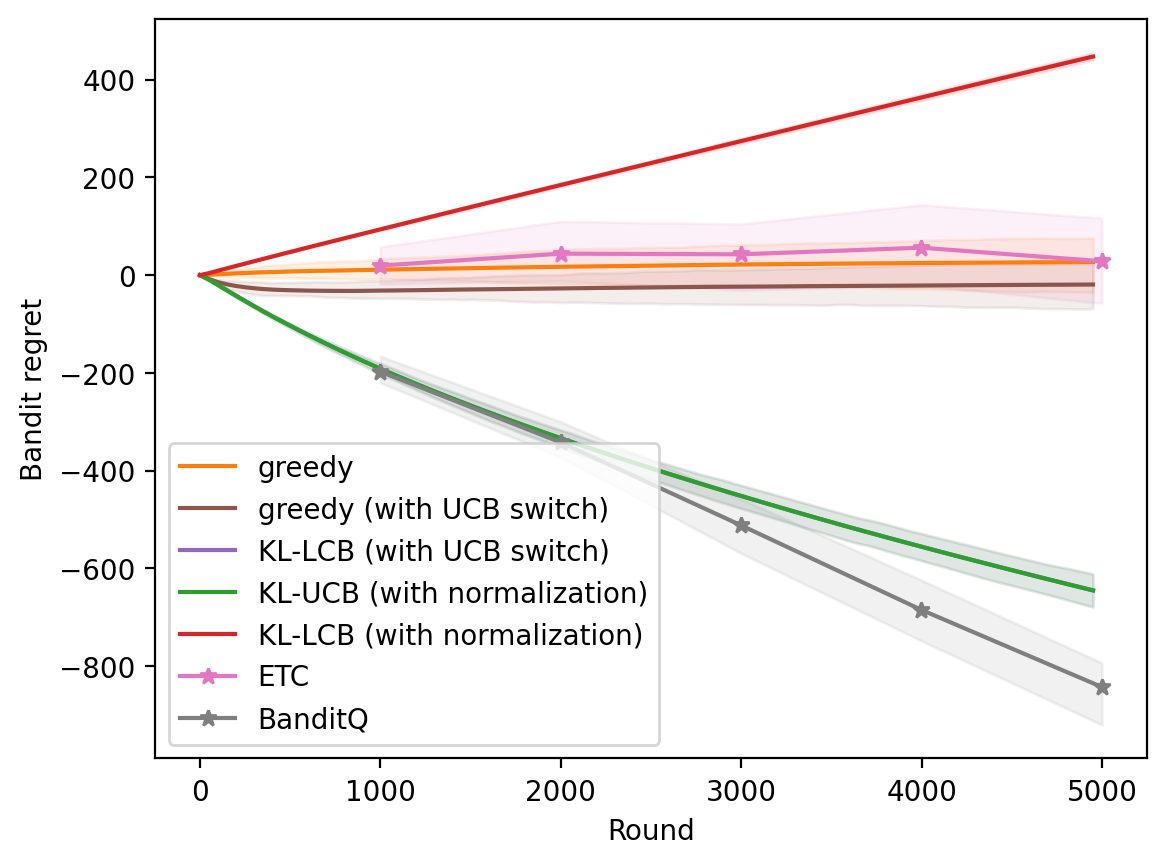 400
200
0
−200
−400
−600
−800
Bandit regret
greedy
greedy (with UCB switch)
KL-LCB (with UCB switch)
KL-UCB (with normalization)
KL-LCB (with normalization)
ETC
BanditQ
0 1000 2000 3000 4000 5000
Round